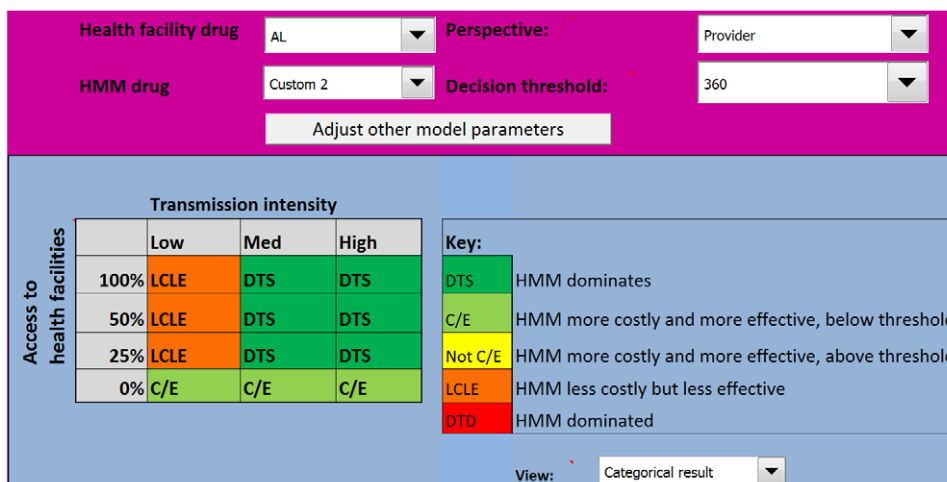 Health facility drug AL Perspective: Provider
HMM drug Custom 2 Decision threshold: 360
Adjust other model parameters
Transmission intensity
Access to
health facilities
Low Med High
100% LCLE DTS DTS
50% LCLE DTS DTS
25% LCLE DTS DTS
0% C/E C/E C/E
Key:
DTS HMM dominates
C/E HMM more costly and more effective, below threshold
Not C/E HMM more costly and more effective, above threshold
LCLE HMM less costly but less effective
DTD HMM dominated
View: Categorical result